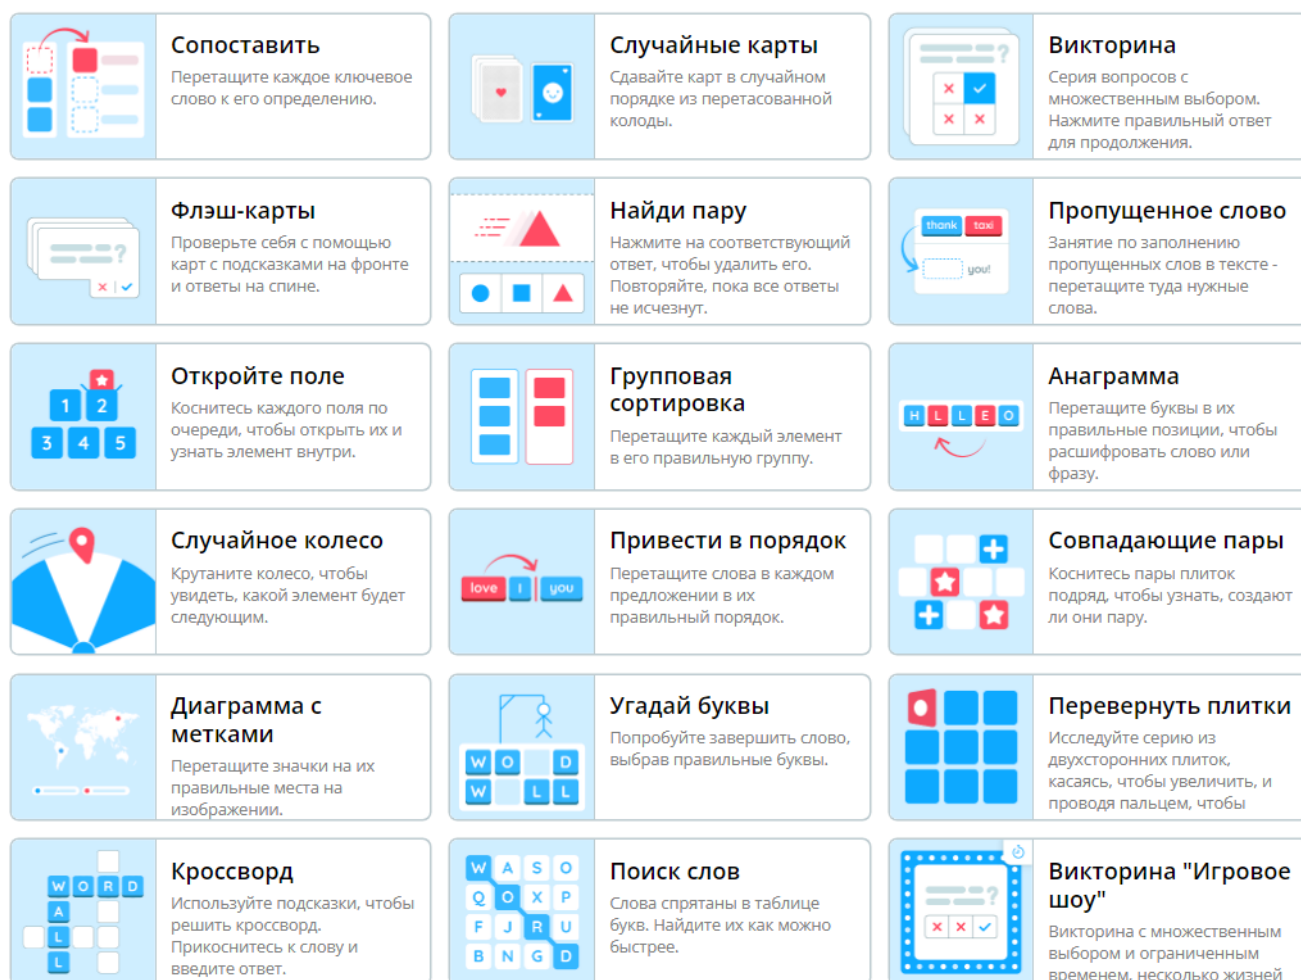 Сопоставить
Перетащите каждое ключевое
слово к его определению.
Случайные карты
Сдавайте карт в случайном
порядке из перетасованной
колоды.
?
Викторина
Серия вопросов с
множественным выбором.
Нажмите правильный ответ
для продолжения.
?
Флэш-карты
Проверьте себя с помощью
карт с подсказками на фронте
и ответы на спине.
Найди пару
Нажмите на соответствующий
ответ, чтобы удалить его.
Повторяйте, пока все ответы
не исчезнут.
thank taxi
you!
Пропущенное слово
Занятие по заполнению
пропущенных слов в тексте -
перетащите туда нужные
слова.
1 2
3 4 5
Откройте поле
Коснитесь каждого поля по
очереди, чтобы открыть их и
узнать элемент внутри.
Групповая
сортировка
Перетащите каждый элемент
в его правильную группу.
H L L E O
Анаграмма
Перетащите буквы в их
правильные позиции, чтобы
расшифровать слово или
фразу.
Случайное колесо
Крутаните колесо, чтобы
увидеть, какой элемент будет
следующим.
love I you
Привести в порядок
Перетащите слова в каждом
предложении в их
правильный порядок.
Совпадающие пары
Коснитесь пары плиток
подряд, чтобы узнать, создают
ли они пару.
Диаграмма с
метками
Перетащите значки на их
правильные места на
изображении.
W O D
W L L
Угадай буквы
Попробуйте завершить слово,
выбрав правильные буквы.
Перевернуть плитки
Исследуйте серию из
двухсторонних плиток,
касаясь, чтобы увеличить, и
проводя пальцем, чтобы
W O R D
A
L
L
Кроссворд
Используйте подсказки, чтобы
решить кроссворд.
Прикоснитесь к слову и
введите ответ.
W A S O
Q O X P
F J R U
B N G D
Поиск слов
Слова спрятаны в таблице
букв. Найдите их как можно
быстрее.
?
Викторина "Игровое
шоу"
Викторина с множественным
выбором и ограниченным
временем, несколько жизней